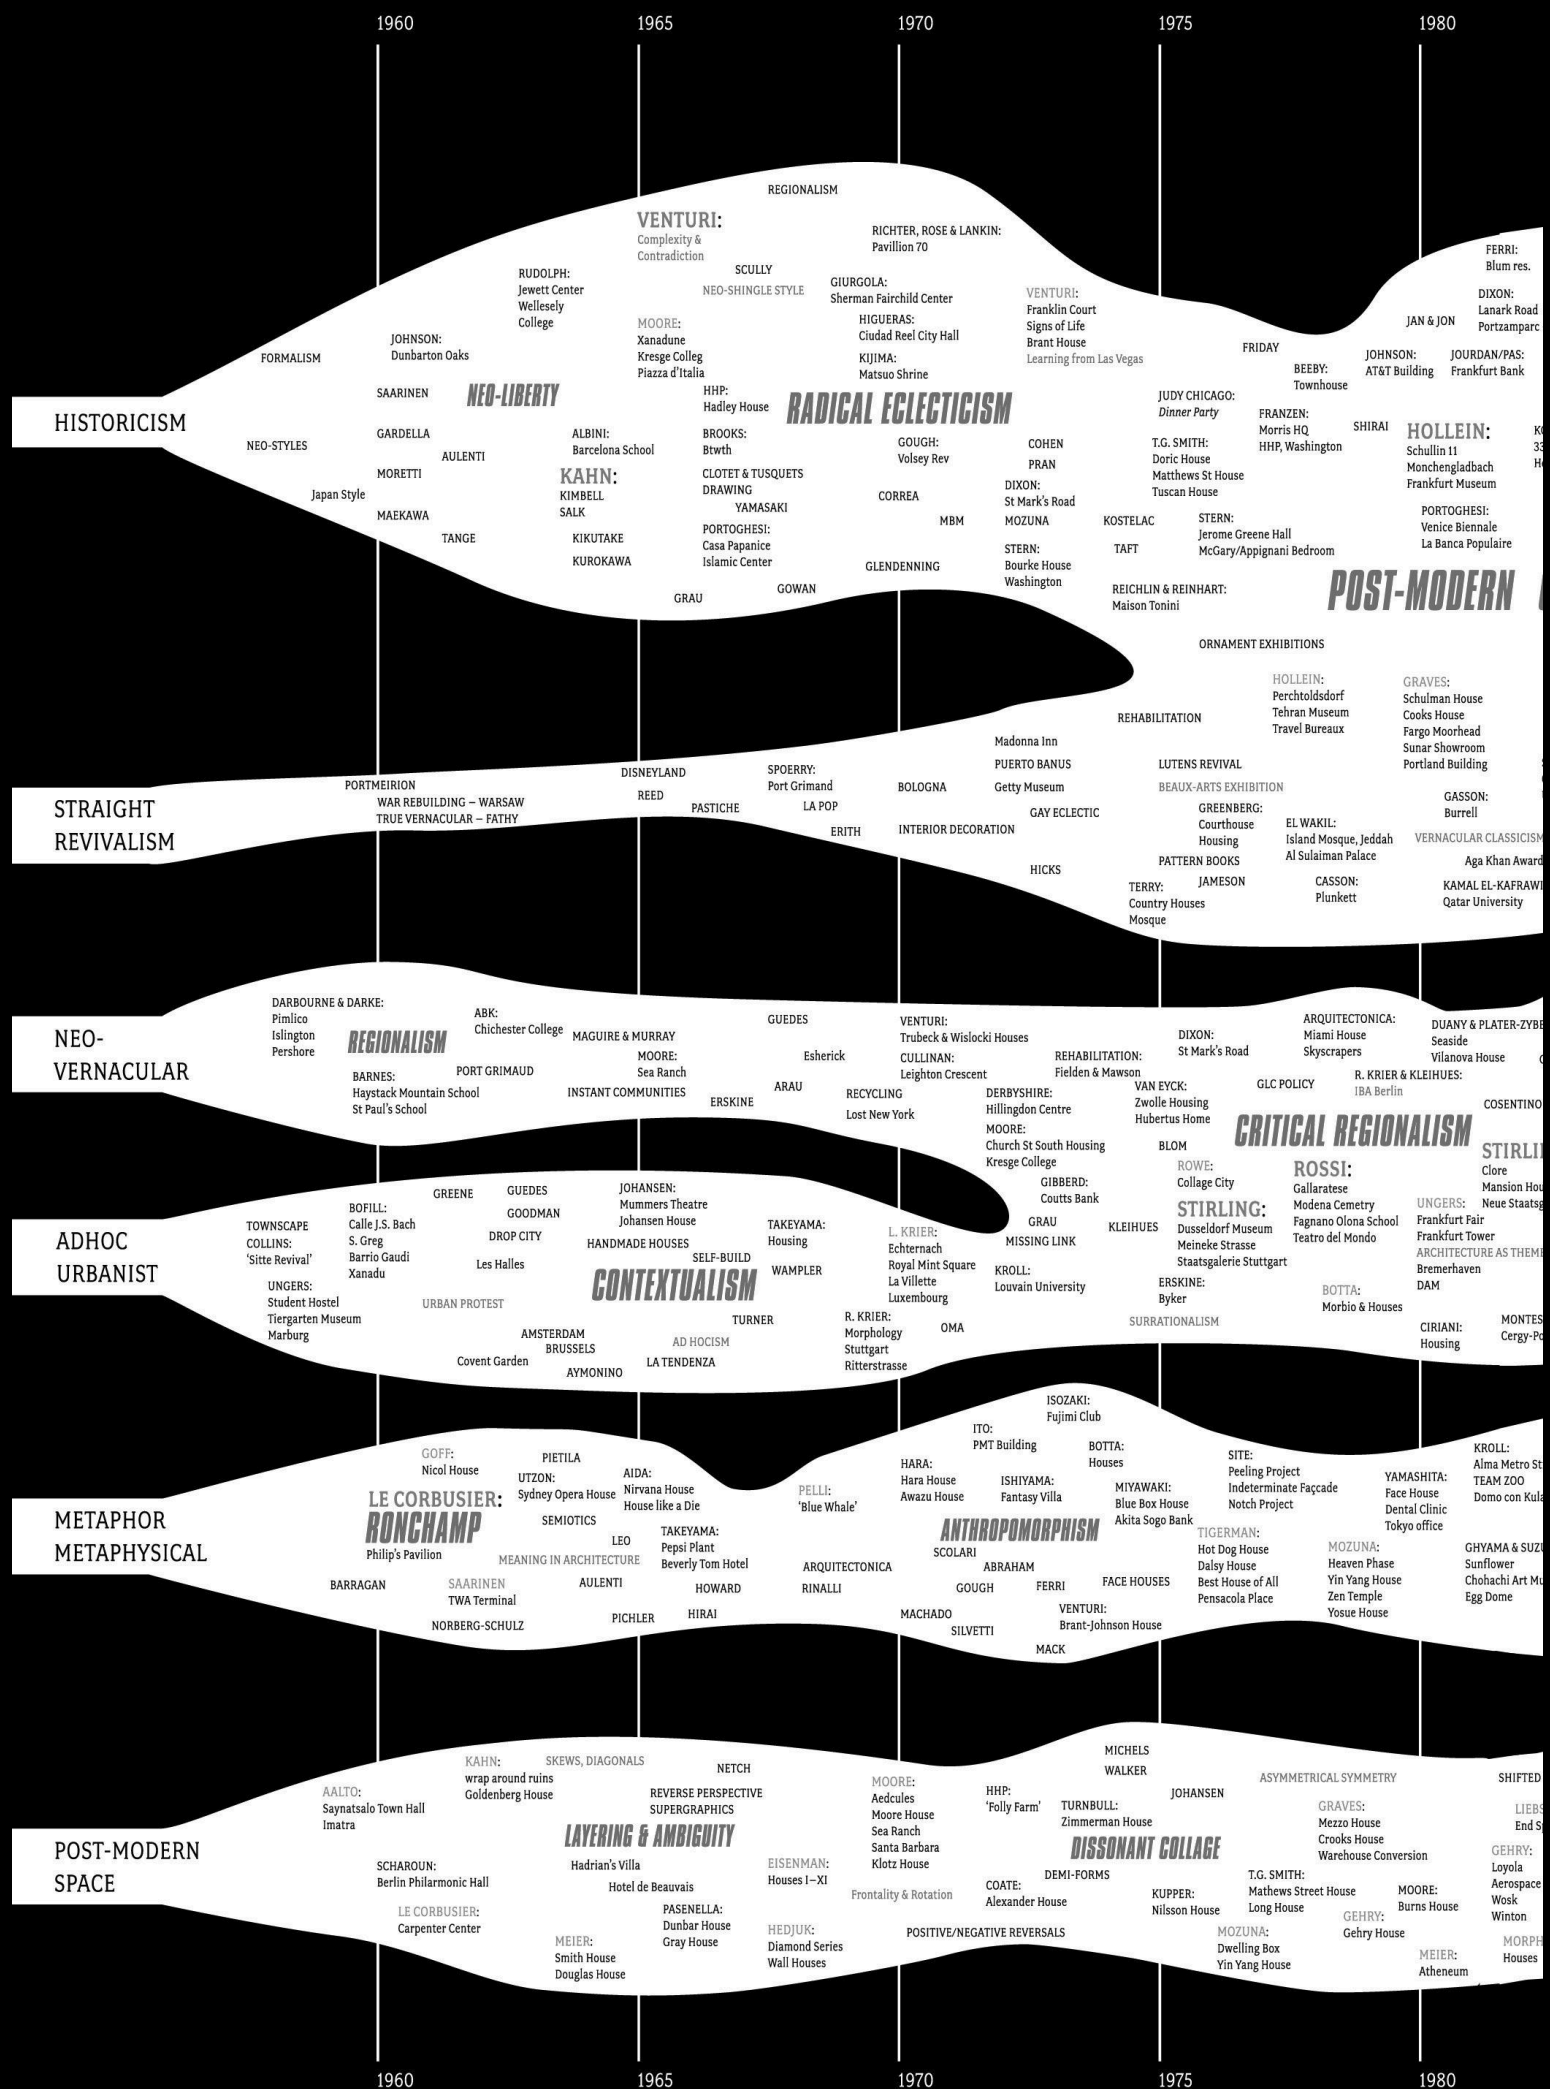 1960
1965
1970
1975
1980
HISTORICISM
REGIONALISM
VENTURI:
Complexity &
Contradiction
RICHTER, ROSE & LANKIN:
Pavillion 70
FERRI:
Blum res.
SCULLY
NEO-SHINGLE STYLE
RUDOLPH:
Jewett Center
Wellesely
College
GIURGOLA:
Sherman Fairchild Center
VENTURI:
Franklin Court
Signs of Life
Brant House
Learning from Las Vegas
DIXON:
Lanark Road
Portzamparc
MOORE:
Xanadune
Kresge Colleg
Piazza d'Italia
HIGUERAS:
Ciudad Reel City Hall
JAN & JON
JOHNSON:
Dunbarton Oaks
FORMALISM
KIJIMA:
Matsuo Shrine
FRIDAY
BEEBY:
Townhouse
JOHNSON:
AT&T Building
JOURDAN/PAS:
Frankfurt Bank
SAARINEN
NEO-LIBERTY
HHP:
Hadley House
RADICAL ECLECTICISM
JUDY CHICAGO:
Dinner Party
FRANZEN:
Morris HQ
HHP, Washington
SHIRAI
HOLLEIN:
Schullin 11
Monchengladbach
Frankfurt Museum
NEO-STYLES
GARDELLA
AULENTI
MORETTI
ALBINI:
Barcelona School
BROOKS:
Btwth
GOUGH:
Volsey Rev
COHEN
PRAN
T.G. SMITH:
Doric House
Matthews St House
Tuscan House
KAHN:
KIMBELL
SALK
CLOTET & TUSQUETS
DRAWING
YAMASAKI
Japan Style
MAEKAWA
TANGE
KIKUTAKE
KUROKAWA
PORTOGHESI:
Casa Papanice
Islamic Center
CORREA
MBM
DIXON:
St Mark's Road
MOZUNA
KOSTELAC
STERN:
Jerome Greene Hall
McGary/Appignani Bedroom
PORTOGHESI:
Venice Biennale
La Banca Populaire
STERN:
Bourke House
Washington
TAFT
GLENDENNING
GOWAN
GRAU
REICHLIN & REINHART:
Maison Tonini
POST-MODERN
ORNAMENT EXHIBITIONS
STRAIGHT
REVIVALISM
HOLLEIN:
Perchtoldsdorf
Tehran Museum
Travel Bureaux
GRAVES:
Schulman House
Cooks House
Fargo Moorhead
Sunar Showroom
Portland Building
REHABILITATION
Madonna Inn
PUERTO BANUS
Getty Museum
LUTENS REVIVAL
BEAUX-ARTS EXHIBITION
PORTMEIRION
WAR REBUILDING – WARSAW
TRUE VERNACULAR – FATHY
DISNEYLAND
REED
PASTICHE
SPOERRY:
Port Grimand
LA POP
ERITH
BOLOGNA
INTERIOR DECORATION
GAY ECLECTIC
HICKS
GREENBERG:
Courthouse
Housing
EL WAKIL:
Island Mosque, Jeddah
Al Sulaiman Palace
GASSON:
Burrell
VERNACULAR CLASSICISM
PATTERN BOOKS
JAMESON
TERRY:
Country Houses
Mosque
CASSON:
Plunkett
Aga Khan Award
KAMAL EL-KAFRAWI
Qatar University
NEO-
VERNACULAR
DARBOURNE & DARKE:
Pimlico
Islington
Pershore
REGIONALISM
ABK:
Chichester College
MAGUIRE & MURRAY
MOORE:
Sea Ranch
GUEDES
Esherick
VENTURI:
Trubeck & Wislocki Houses
CULLINAN:
Leighton Crescent
REHABILITATION:
Fielden & Mawson
DIXON:
St Mark's Road
ARQUITECTONICA:
Miami House
Skyscrapers
DUANY & PLATER-ZYBE
Seaside
Vilanova House
BARNES:
Haystack Mountain School
St Paul's School
PORT GRIMAUD
INSTANT COMMUNITIES
ERSKINE
ARAU
RECYCLING
Lost New York
DERBYSHIRE:
Hillingdon Centre
MOORE:
Church St South Housing
Kresge College
VAN EYCK:
Zwolle Housing
Hubertus Home
BLOM
GLC POLICY
R. KRIER & KLEIHUES:
IBA Berlin
COSENTINO
CRITICAL REGIONALISM
ADHOC
URBANIST
ROWE:
Collage City
STIRLING:
Dusseldorf Museum
Meineke Strasse
Staatsgalerie Stuttgart
ROSSI:
Gallaratese
Modena Cemetry
Fagnano Olona School
Teatro del Mondo
STIRLI
Clore
Mansion Hou
Neue Staatsg
UNGERS:
Frankfurt Fair
Frankfurt Tower
ARCHITECTURE AS THEME
Bremerhaven
DAM
GIBBERD:
Coutts Bank
GRAU
MISSING LINK
KLEIHUES
KROLL:
Louvain University
ERSKINE:
Byker
SURRATIONALISM
BOTTA:
Morbio & Houses
CIRIANI:
Housing
MONTES
Cergy-Po
TOWNSCAPE
COLLINS:
'Sitte Revival'
UNGERS:
Student Hostel
Tiergarten Museum
Marburg
BOFILL:
Calle J.S. Bach
S. Greg
Barrio Gaudi
Xanadu
GREENE
GUEDES
GOODMAN
DROP CITY
Les Halles
URBAN PROTEST
JOHANSEN:
Mummers Theatre
Johansen House
HANDMADE HOUSES
SELF-BUILD
CONTEXTUALISM
TAKEYAMA:
Housing
WAMPLER
TURNER
AMSTERDAM
BRUSSELS
Covent Garden
AYMONINO
AD HOCISM
LA TENDENZA
L. KRIER:
Echternach
Royal Mint Square
La Villette
Luxembourg
R. KRIER:
Morphology
Stuttgart
Ritterstrasse
OMA
METAPHOR
METAPHYSICAL
GOFF:
Nicol House
PIETILA
LE CORBUSIER:
RONCHAMP
Philip's Pavilion
UTZON:
Sydney Opera House
SEMIOTICS
AIDA:
Nirvana House
House like a Die
LEO
MEANING IN ARCHITECTURE
TAKEYAMA:
Pepsi Plant
Beverly Tom Hotel
BARRAGAN
SAARINEN
TWA Terminal
NORBERG-SCHULZ
AULENTI
PICHLER
HOWARD
HIRAI
PELLI:
'Blue Whale'
ARQUITECTONICA
RINALLI
HARA:
Hara House
Awazu House
ITO:
PMT Building
ISOZAKI:
Fujimi Club
ISHIYAMA:
Fantasy Villa
BOTTA:
Houses
MIYAWAKI:
Blue Box House
Akita Sogo Bank
ANTHROPOMORPHISM
SCOLARI
ABRAHAM
GOUGH
FERRI
FACE HOUSES
MACHADO
SILVETTI
VENTURI:
Brant-Johnson House
MACK
SITE:
Peeling Project
Indeterminate Façade
Notch Project
TIGERMAN:
Hot Dog House
Dalsy House
Best House of All
Pensacola Place
YAMASHITA:
Face House
Dental Clinic
Tokyo office
MOZUNA:
Heaven Phase
Yin Yang House
Zen Temple
Yosue House
KROLL:
Alma Metro St
TEAM ZOO
Domo con Kula
GHYAMA & SUZU
Sunflower
Chohachi Art Mu
Egg Dome
POST-MODERN
SPACE
AALTO:
Saynatsalo Town Hall
Imatra
KAHN:
wrap around ruins
Goldenberg House
SKEWS, DIAGONALS
NETCH
REVERSE PERSPECTIVE
SUPERGRAPHICS
LAYERING & AMBIGUITY
Hadrian's Villa
Hotel de Beauvais
SCHAROUN:
Berlin Philarmonic Hall
LE CORBUSIER:
Carpenter Center
MEIER:
Smith House
Douglas House
PASENELLA:
Dunbar House
Gray House
EISENMAN:
Houses I–XI
HEDJUK:
Diamond Series
Wall Houses
MOORE:
Aedcules
Moore House
Sea Ranch
Santa Barbara
Klotz House
Frontality & Rotation
POSITIVE/NEGATIVE REVERSALS
HHP:
'Folly Farm'
COATE:
Alexander House
MICHELS
WALKER
TURNBULL:
Zimmerman House
JOHANSEN
DISSONANT COLLAGE
DEMI-FORMS
KUPPER:
Nilsson House
ASYMMETRICAL SYMMETRY
GRAVES:
Mezzo House
Crooks House
Warehouse Conversion
T.G. SMITH:
Mathews Street House
Long House
MOZUNA:
Dwelling Box
Yin Yang House
GEHRY:
Gehry House
MOORE:
Burns House
MEIER:
Atheneum
SHIFTED
LIEBS
End S
GEHRY:
Loyola
Aerospace
Wosk
Winton
MORPH
Houses
1960
1965
1970
1975
1980